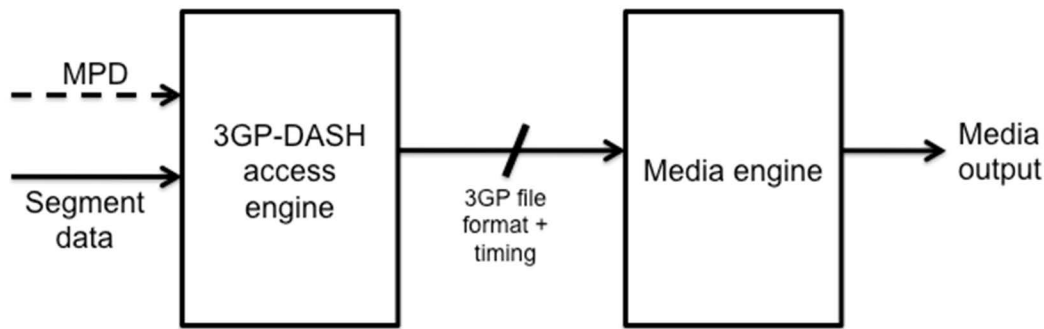 MPD
Segment
data
3GP-DASH
access
engine
3GP file
format +
timing
Media engine
Media
output